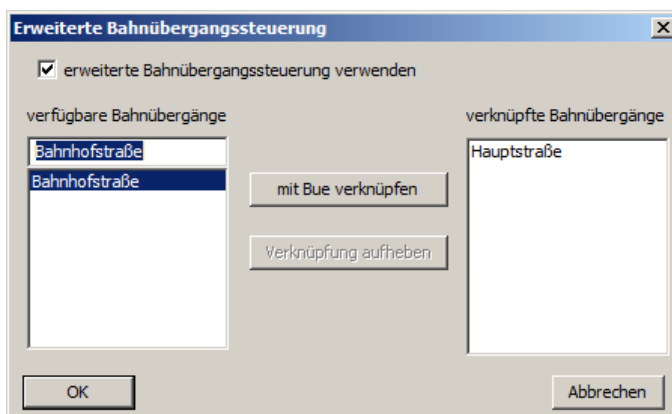 Erweiterte Bahnübergangssteuerung
erweiterte Bahnübergangssteuerung verwenden
verfügbare Bahnübergänge
verknüpfte Bahnübergänge
Bahnhofstraße
Bahnhofstraße
Hauptstraße
mit Bue verknüpfen
Verknüpfung aufheben
OK
Abbrechen